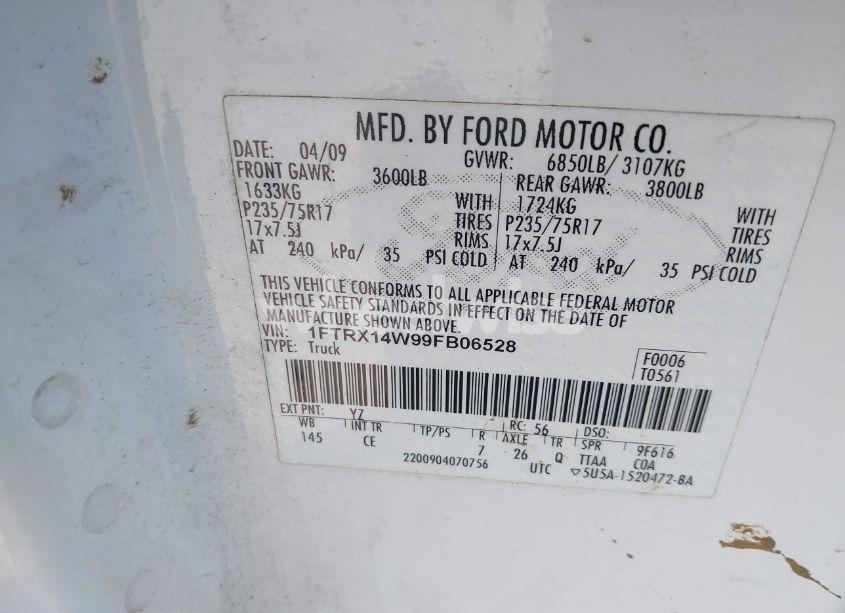 MFD. BY FORD MOTOR CO.
DATE: 04/09 GVWR: 6850LB/ 3107KG
FRONT GAWR: 3600LB REAR GAWR: 3800LB
1633KG WITH 1724KG WITH
P235/75R17 TIRES P235/75R17 TIRES
17x7.5J RIMS 17x7.5J RIMS
AT 240 kPa/ 35 PSI COLD AT 240 kPa/ 35 PSI COLD
THIS VEHICLE CONFORMS TO ALL APPLICABLE FEDERAL MOTOR
VEHICLE SAFETY STANDARDS IN EFFECT ON THE DATE OF
MANUFACTURE SHOWN ABOVE.
VIN: 1FTRX14W99FB06528
TYPE: Truck
F0006
T0561
EXT PNT: YZ RC: 56 DSO:
WB INT TR TP/PS R AXLE TR SPR 9F616
145 CE 7 26 Q TTAA COA
2200904070756 UTC ▽5U5A-1520472-BA